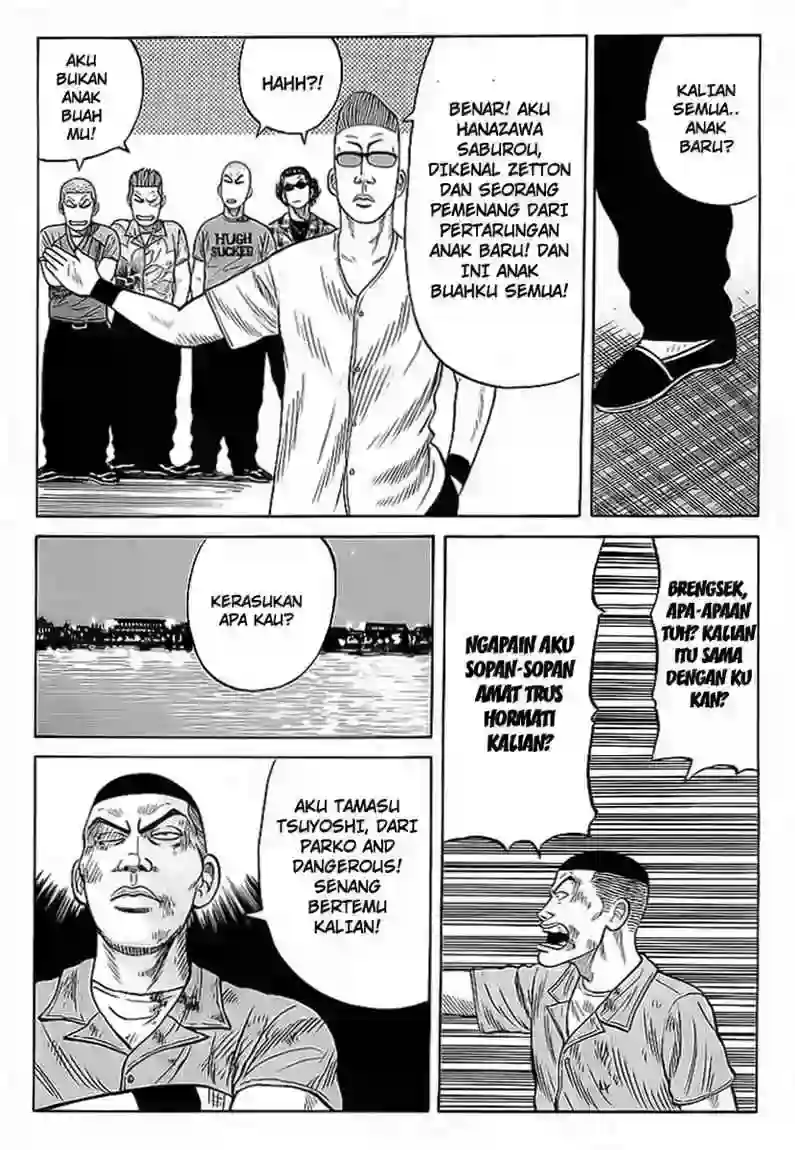 KALIAN
SEMUA..
ANAK
BARU?
BENAR! AKU
HANAZAWA
SABUROU,
DIKENAL ZETTON
DAN SEORANG
PEMENANG DARI
PERTARUNGAN
ANAK BARU! DAN
INI ANAK
BUAHKU SEMUA!
HAHH?!
AKU
BUKAN
ANAK
BUAH
MU!
HUGH
SUCKER
BRENGSEK,
APA-APAAN
TUH? KALIAN
ITU SAMA
DENGAN KU
KAN?
NGAPAIN AKU
SOPAN-SOPAN
AMAT TRUS
HORMATI
KALIAN?
KERASUKAN
APA KAU?
AKU TAMASU
TSUYOSHI, DARI
PARKO AND
DANGEROUS!
SENANG
BERTEMU
KALIAN!